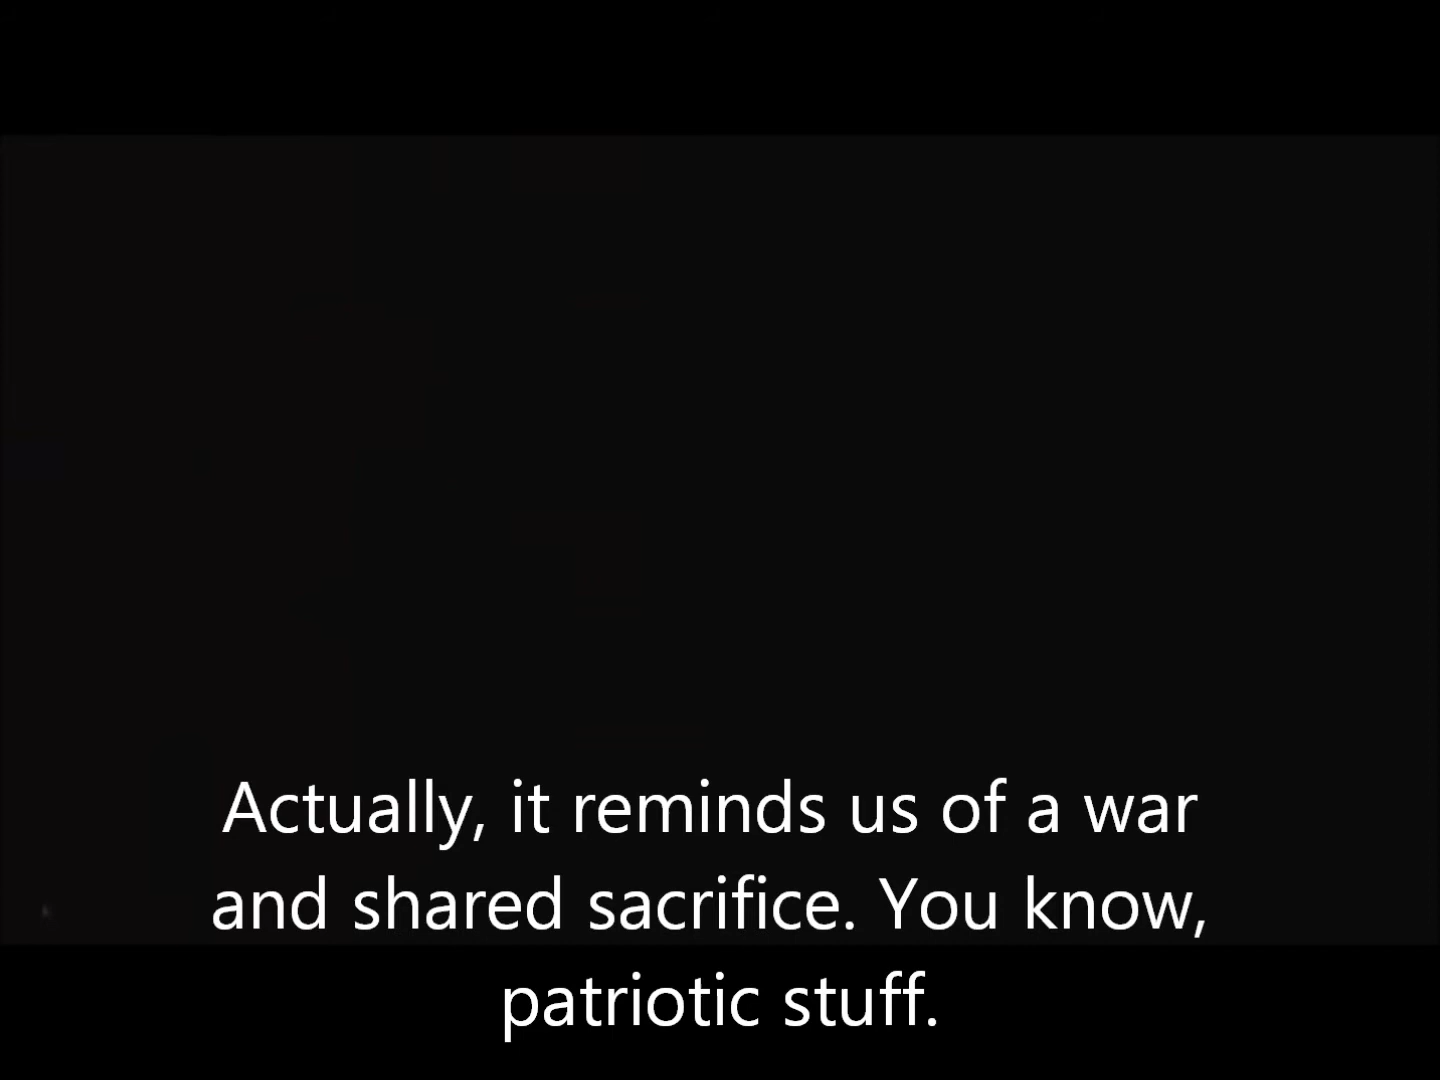 Actually, it reminds us of a war
and shared sacrifice. You know,
patriotic stuff.